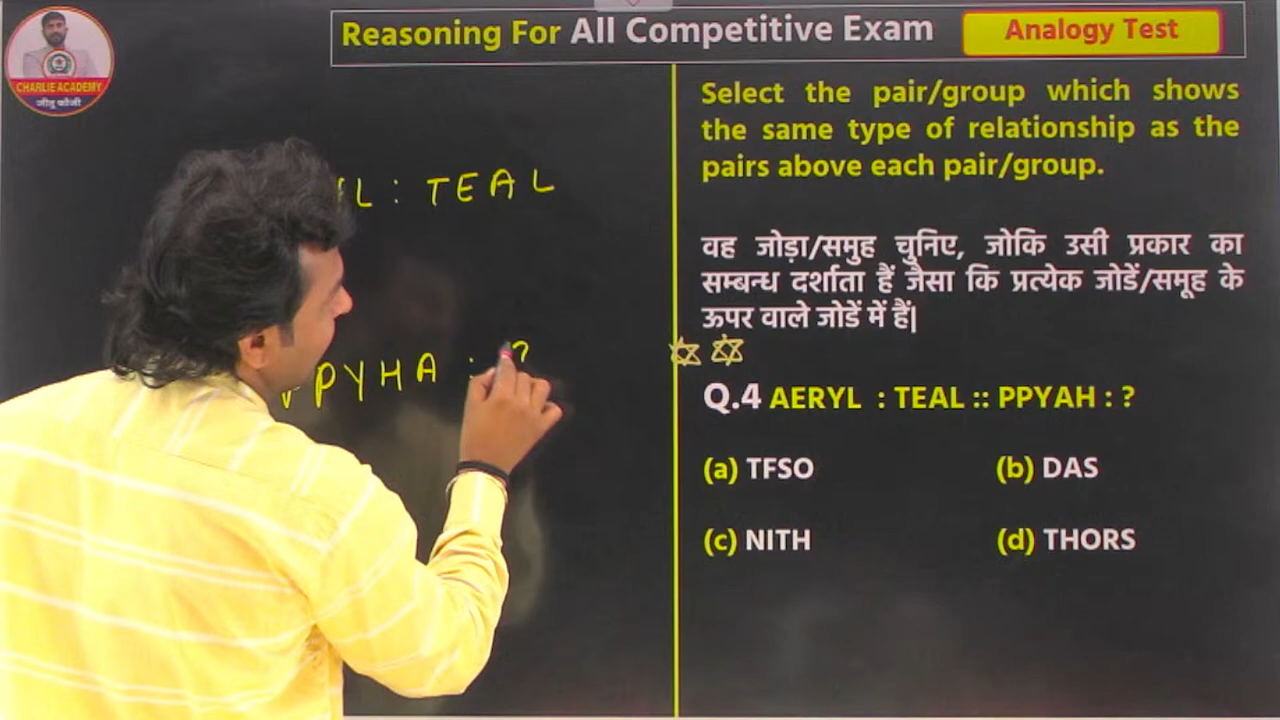 Reasoning For All Competitive Exam
Analogy Test
CHARLIE ACADEMY
जीतू फौजी
L : TEAL
PYHA : ?
Select the pair/group which shows
the same type of relationship as the
pairs above each pair/group.
वह जोड़ा/समुह चुनिए, जोकि उसी प्रकार का
सम्बन्ध दर्शाता हैं जैसा कि प्रत्येक जोडें/समूह के
ऊपर वाले जोडें में हैं|
Q.4 AERYL : TEAL :: PPYAH : ?
(a) TFSO
(b) DAS
(c) NITH
(d) THORS